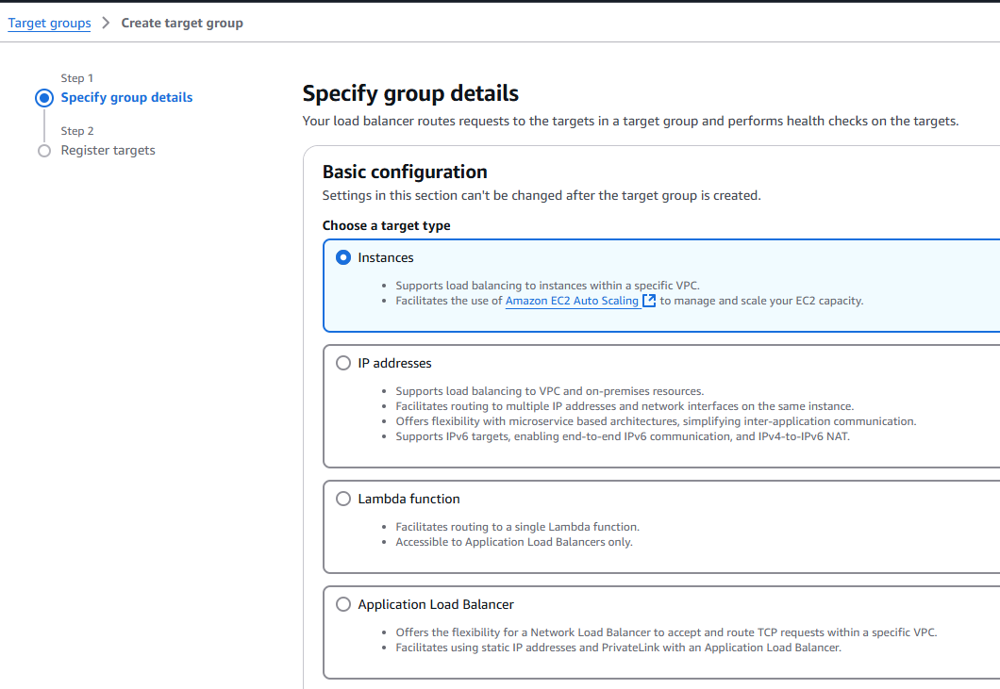 Target groups > Create target group
Step 1
Specify group details
Step 2
Register targets
Specify group details
Your load balancer routes requests to the targets in a target group and performs health checks on the targets.
Basic configuration
Settings in this section can't be changed after the target group is created.
Choose a target type
Instances
• Supports load balancing to instances within a specific VPC.
• Facilitates the use of Amazon EC2 Auto Scaling to manage and scale your EC2 capacity.
IP addresses
• Supports load balancing to VPC and on-premises resources.
• Facilitates routing to multiple IP addresses and network interfaces on the same instance.
• Offers flexibility with microservice based architectures, simplifying inter-application communication.
• Supports IPv6 targets, enabling end-to-end IPv6 communication, and IPv4-to-IPv6 NAT.
Lambda function
• Facilitates routing to a single Lambda function.
• Accessible to Application Load Balancers only.
Application Load Balancer
• Offers the flexibility for a Network Load Balancer to accept and route TCP requests within a specific VPC.
• Facilitates using static IP addresses and PrivateLink with an Application Load Balancer.